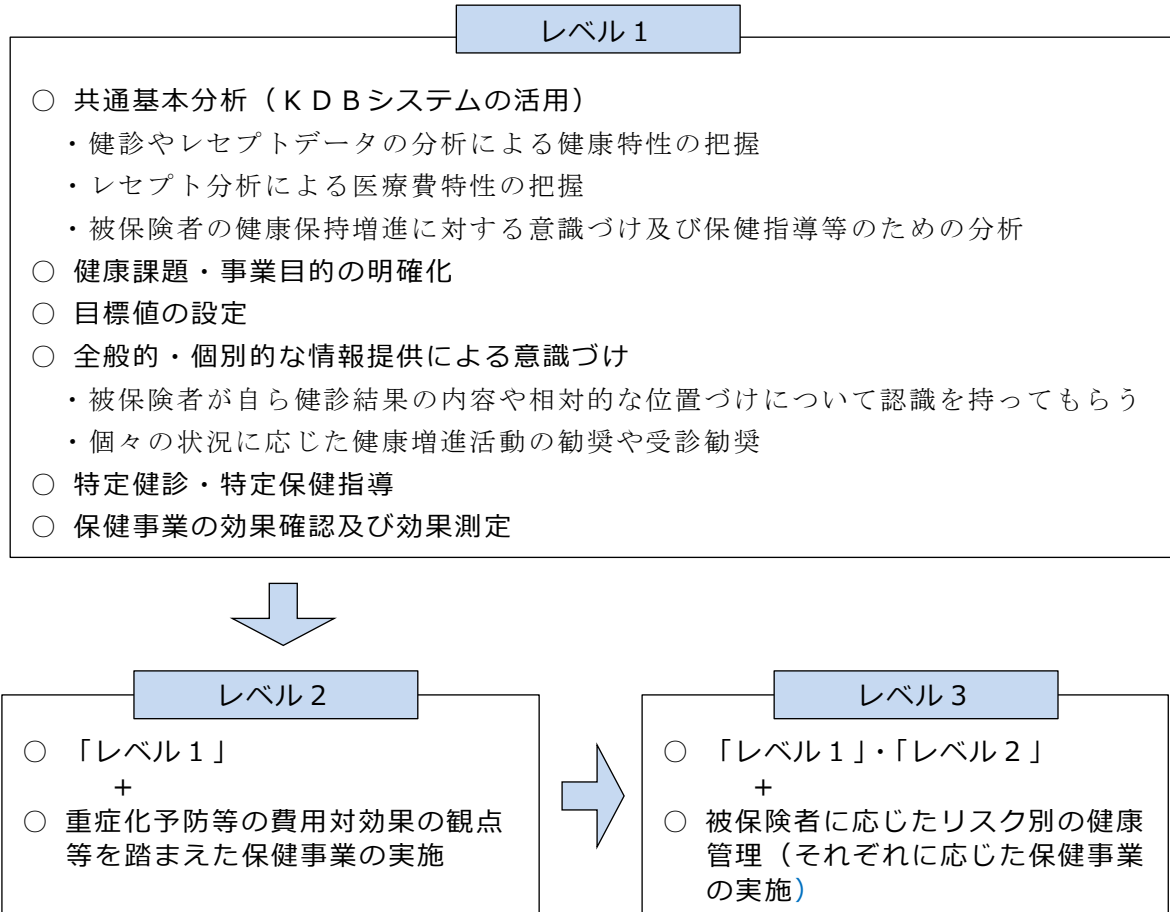 レベル１
○ 共通基本分析（ＫＤＢシステムの活用）
・健診やレセプトデータの分析による健康特性の把握
・レセプト分析による医療費特性の把握
・被保険者の健康保持増進に対する意識づけ及び保健指導等のための分析
○ 健康課題・事業目的の明確化
○ 目標値の設定
○ 全般的・個別的な情報提供による意識づけ
・被保険者が自ら健診結果の内容や相対的な位置づけについて認識を持ってもらう
・個々の状況に応じた健康増進活動の勧奨や受診勧奨
○ 特定健診・特定保健指導
○ 保健事業の効果確認及び効果測定
レベル２
○ 「レベル１」
+
○ 重症化予防等の費用対効果の観点
等を踏まえた保健事業の実施
レベル３
○ 「レベル１」・「レベル２」
+
○ 被保険者に応じたリスク別の健康
管理（それぞれに応じた保健事業
の実施）